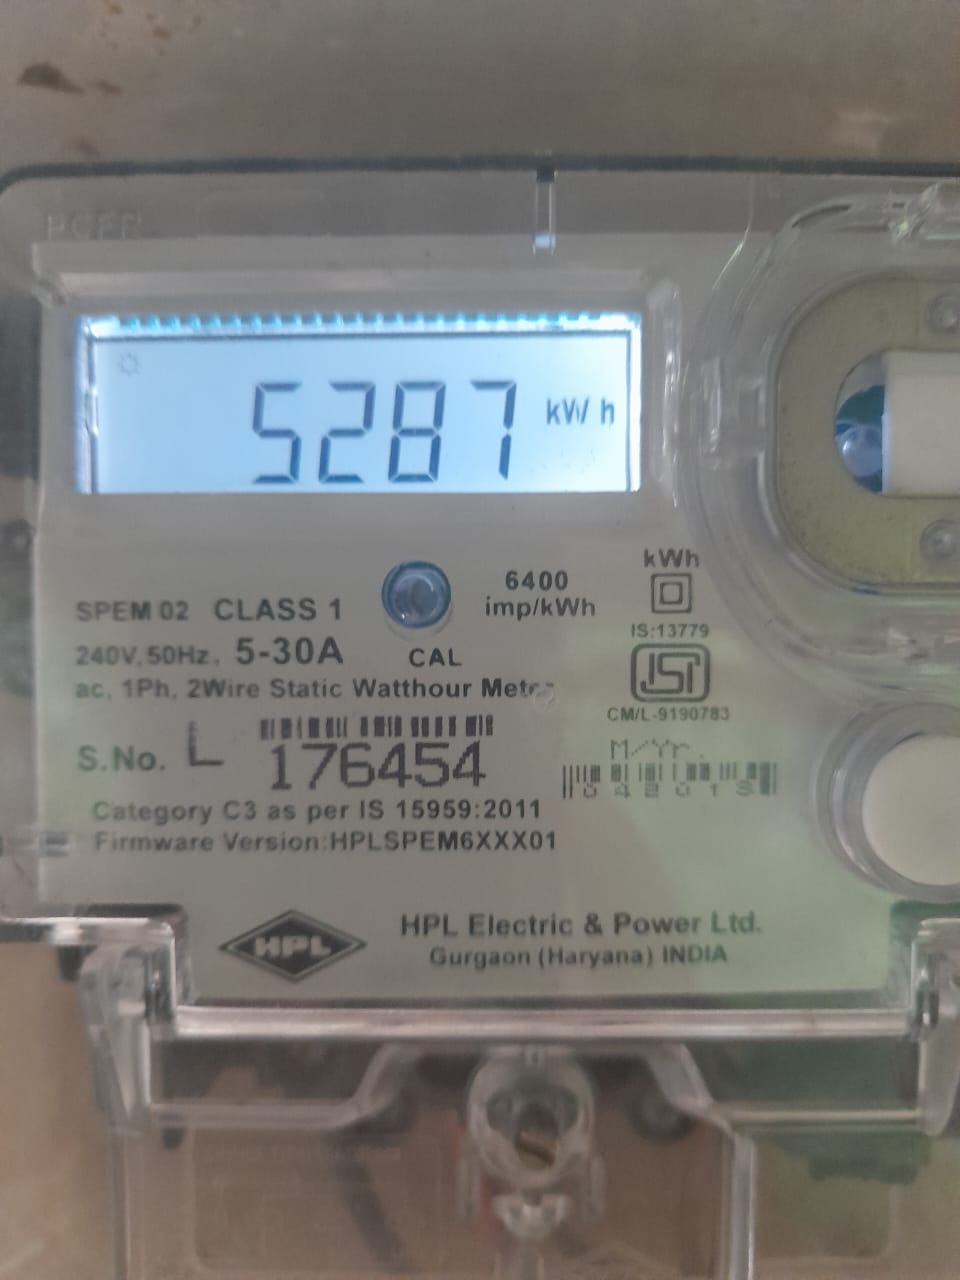 5287 kW h
6400
imp/kWh
kWh
SPEM 02 CLASS 1
IS:13779
240V, 50Hz, 5-30A
CAL
ISI
ac, 1Ph, 2Wire Static Watthour Meter
CM/L-9190783
S.No. L 176454
M/Yr.
Category C3 as per IS 15959:2011
Firmware Version:HPLSPEM6XXX01
HPL
HPL Electric & Power Ltd.
Gurgaon (Haryana) INDIA